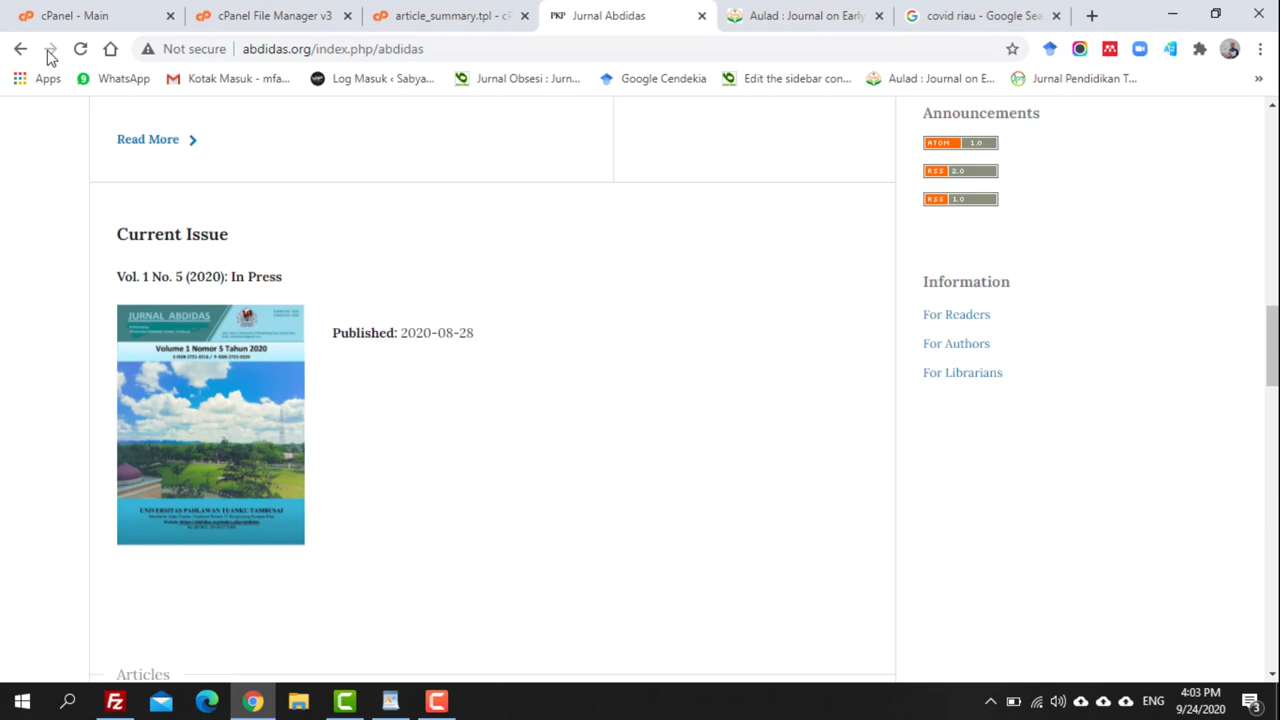 cPanel - Main
cPanel File Manager v3
article_summary.tpl - cP
PKP Jurnal Abdidas
Aulad : Journal on Early
covid riau - Google Sea
Not secure
abdidas.org/index.php/abdidas
Apps
WhatsApp
Kotak Masuk - mfa...
Log Masuk ‹ Sabya...
Jurnal Obsesi : Jurn...
Google Cendekia
Edit the sidebar con...
Aulad : Journal on E...
Jurnal Pendidikan T...
»
Read More
Announcements
ATOM 1.0
RSS 2.0
RSS 1.0
Current Issue
Vol. 1 No. 5 (2020): In Press
Published: 2020-08-28
JURNAL ABDIDAS
Volume 1 Nomor 5 Tahun 2020
UNIVERSITAS PAHLAWAN TUANKU TAMBUSAI
Information
For Readers
For Authors
For Librarians
Articles
ENG
4:03 PM
9/24/2020
3